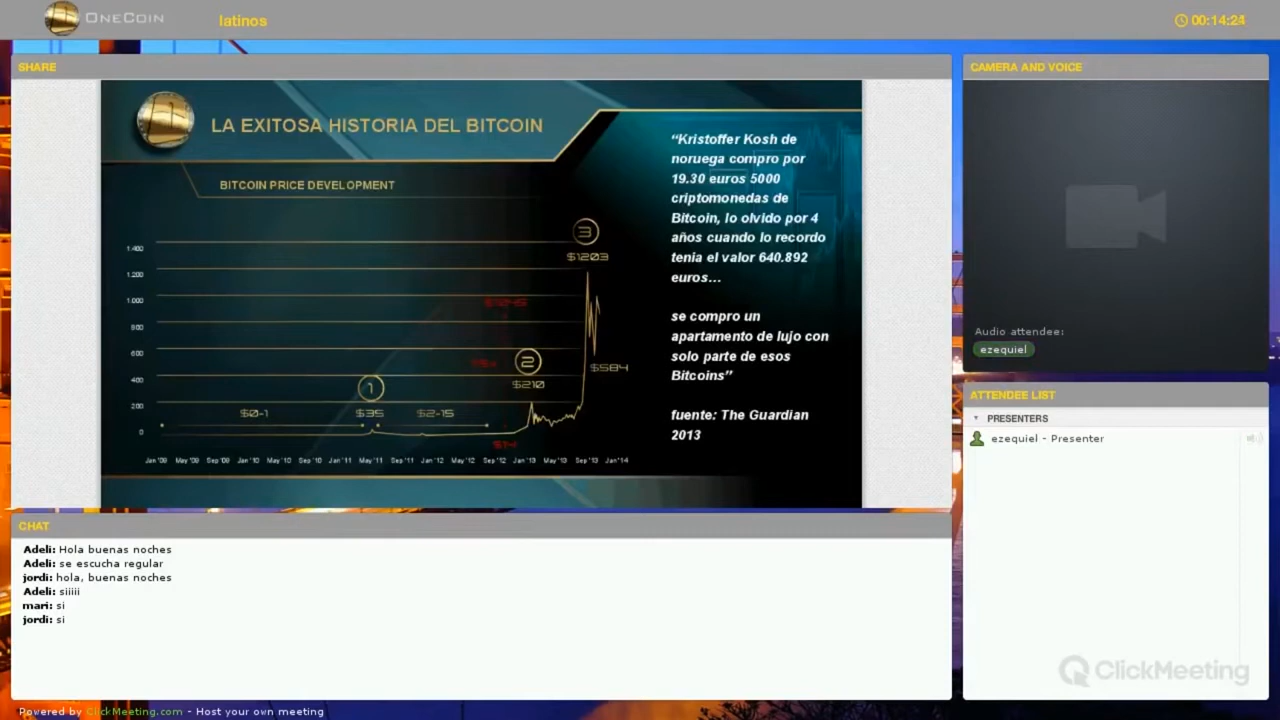 ONECOIN
latinos
00:14:24
SHARE
CAMERA AND VOICE
LA EXITOSA HISTORIA DEL BITCOIN
BITCOIN PRICE DEVELOPMENT
“Kristoffer Kosh de
noruega compro por
19.30 euros 5000
criptomonedas de
Bitcoin, lo olvido por 4
años cuando lo recordo
tenia el valor 640.892
euros…
se compro un
apartamento de lujo con
solo parte de esos
Bitcoins”
fuente: The Guardian
2013
1.400
1.200
1.000
800
600
400
200
0
3
$1203
2
$210
$584
1
$0-1
$35
$2-15
Jan '09 May '09 Sep '09 Jan '10 May '10 Sep '10 Jan '11 May '11 Sep '11 Jan '12 May '12 Sep '12 Jan '13 May '13 Sep '13 Jan '14
Audio attendee:
ezequiel
ATTENDEE LIST
PRESENTERS
ezequiel - Presenter
CHAT
Adeli: Hola buenas noches
Adeli: se escucha regular
jordi: hola, buenas noches
Adeli: siiiii
mari: si
jordi: si
ClickMeeting
Powered by ClickMeeting.com - Host your own meeting